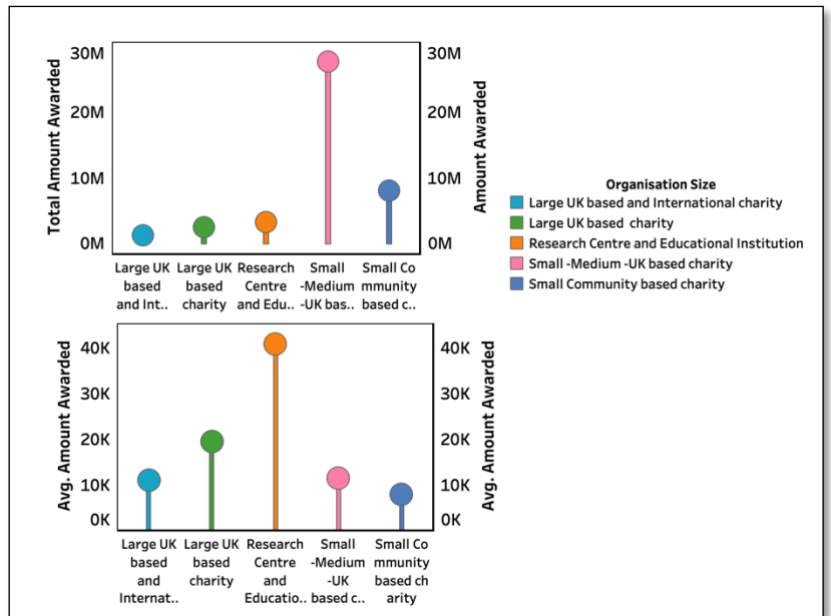 Total Amount Awarded
30M
20M
10M
0M
30M
20M
10M
0M
Amount Awarded
Large UK
based
and Int..
Large UK
based
charity
Research
Centre
and Edu..
Small
-Medium
-UK bas..
Small Co
mmunity
based c..
Organisation Size
Large UK based and International charity
Large UK based charity
Research Centre and Educational Institution
Small -Medium -UK based charity
Small Community based charity
Avg. Amount Awarded
40K
30K
20K
10K
0K
40K
30K
20K
10K
0K
Avg. Amount Awarded
Large UK
based
and
Internat..
Large UK
based
charity
Research
Centre
and
Educatio..
Small
-Medium
-UK
based c..
Small Co
mmunity
based ch
arity